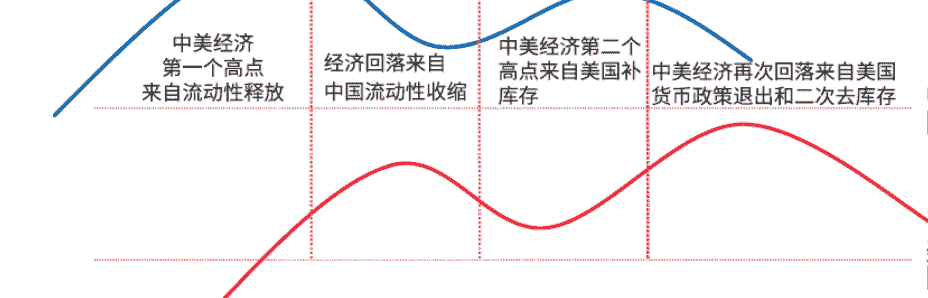 中美经济
第一个高点
来自流动性释放
经济回落来自
中国流动性收缩
中美经济第二个
高点来自美国补
库存
中美经济再次回落来自美国
货币政策退出和二次去库存